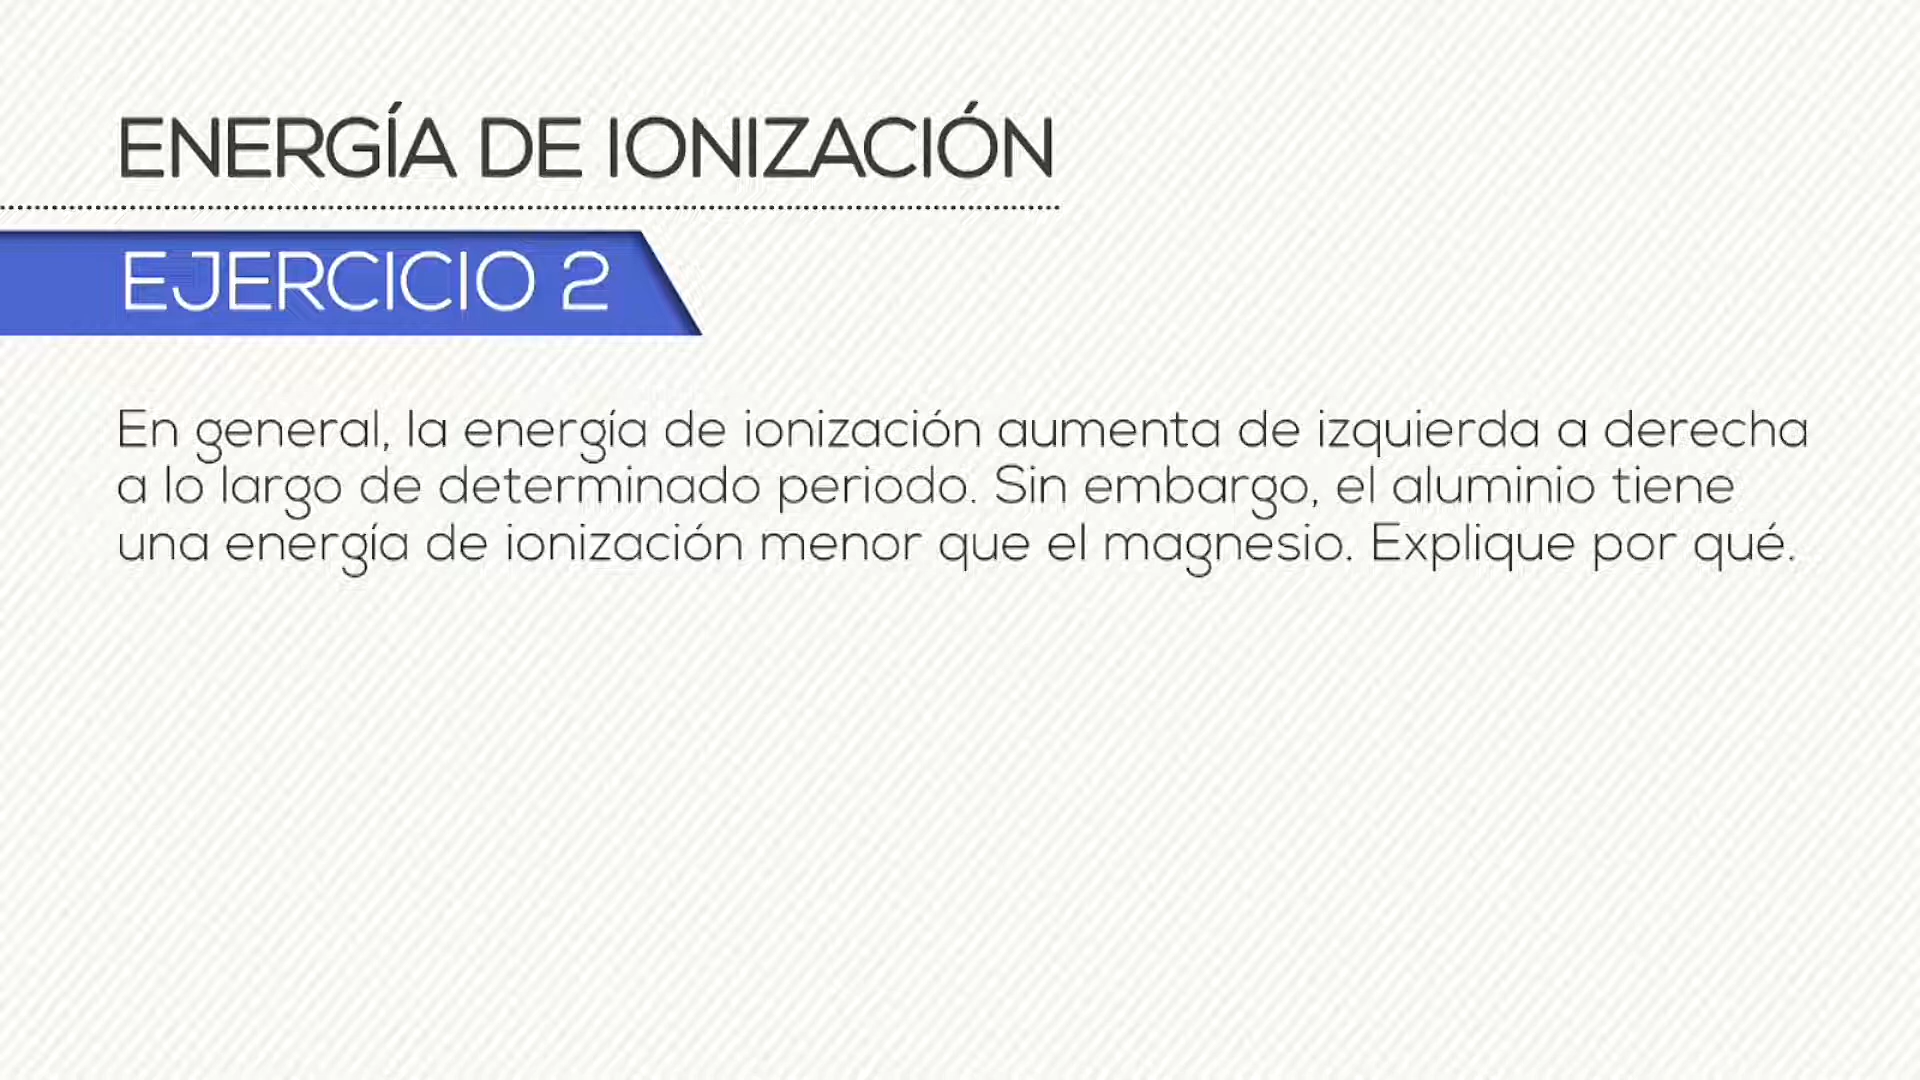 ENERGÍA DE IONIZACIÓN
EJERCICIO 2
En general, la energía de ionización aumenta de izquierda a derecha
a lo largo de determinado periodo. Sin embargo, el aluminio tiene
una energía de ionización menor que el magnesio. Explique por qué.